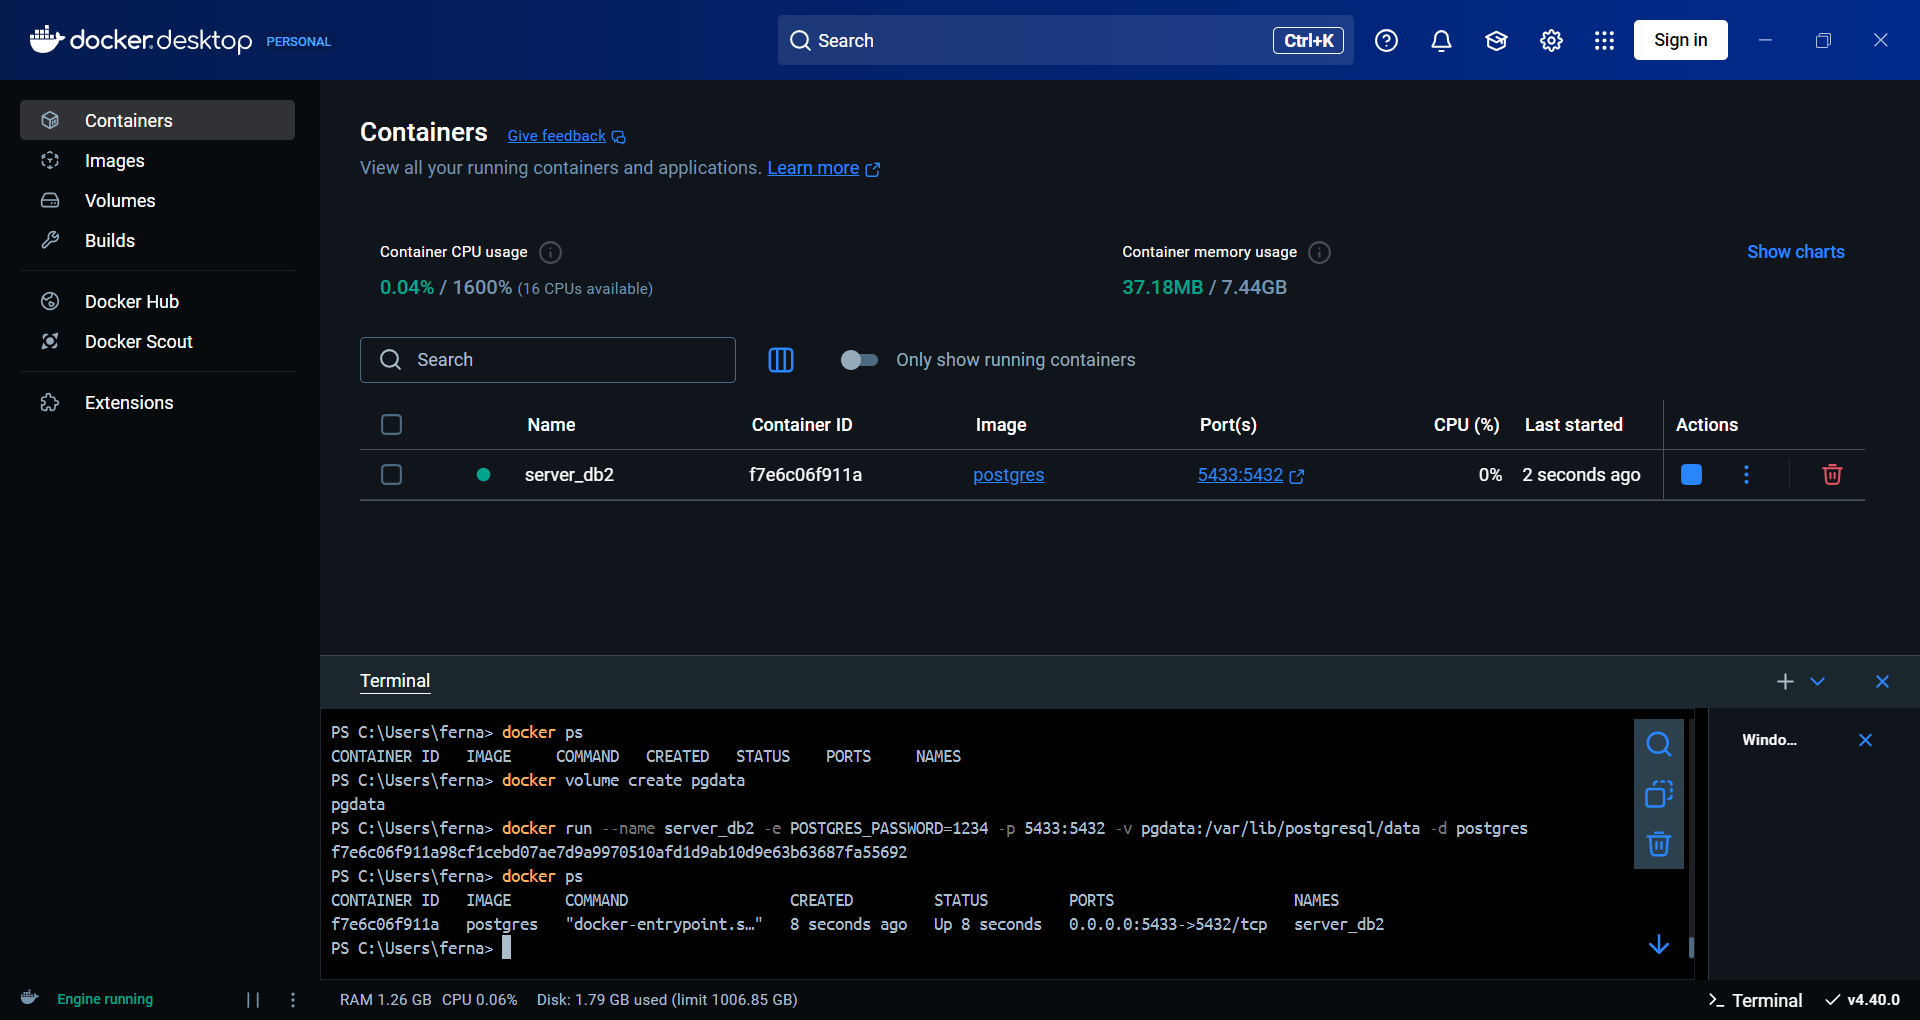 docker.desktop PERSONAL
Search Ctrl+K
Sign in
Containers
Images
Volumes
Builds
Docker Hub
Docker Scout
Extensions
Containers Give feedback
View all your running containers and applications. Learn more
Container CPU usage
0.04% / 1600% (16 CPUs available)
Container memory usage
37.18MB / 7.44GB
Show charts
Search
Only show running containers
Name Container ID Image Port(s) CPU (%) Last started Actions
server_db2 f7e6c06f911a postgres 5433:5432 0% 2 seconds ago
Terminal
PS C:\Users\ferna> docker ps
CONTAINER ID IMAGE COMMAND CREATED STATUS PORTS NAMES
PS C:\Users\ferna> docker volume create pgdata
pgdata
PS C:\Users\ferna> docker run --name server_db2 -e POSTGRES_PASSWORD=1234 -p 5433:5432 -v pgdata:/var/lib/postgresql/data -d postgres
f7e6c06f911a98cf1cebd07ae7d9a9970510afd1d9ab10d9e63b63687fa55692
PS C:\Users\ferna> docker ps
CONTAINER ID IMAGE COMMAND CREATED STATUS PORTS NAMES
f7e6c06f911a postgres "docker-entrypoint.s…" 8 seconds ago Up 8 seconds 0.0.0.0:5433->5432/tcp server_db2
PS C:\Users\ferna>
Windo...
Engine running
RAM 1.26 GB CPU 0.06% Disk: 1.79 GB used (limit 1006.85 GB)
Terminal
v4.40.0